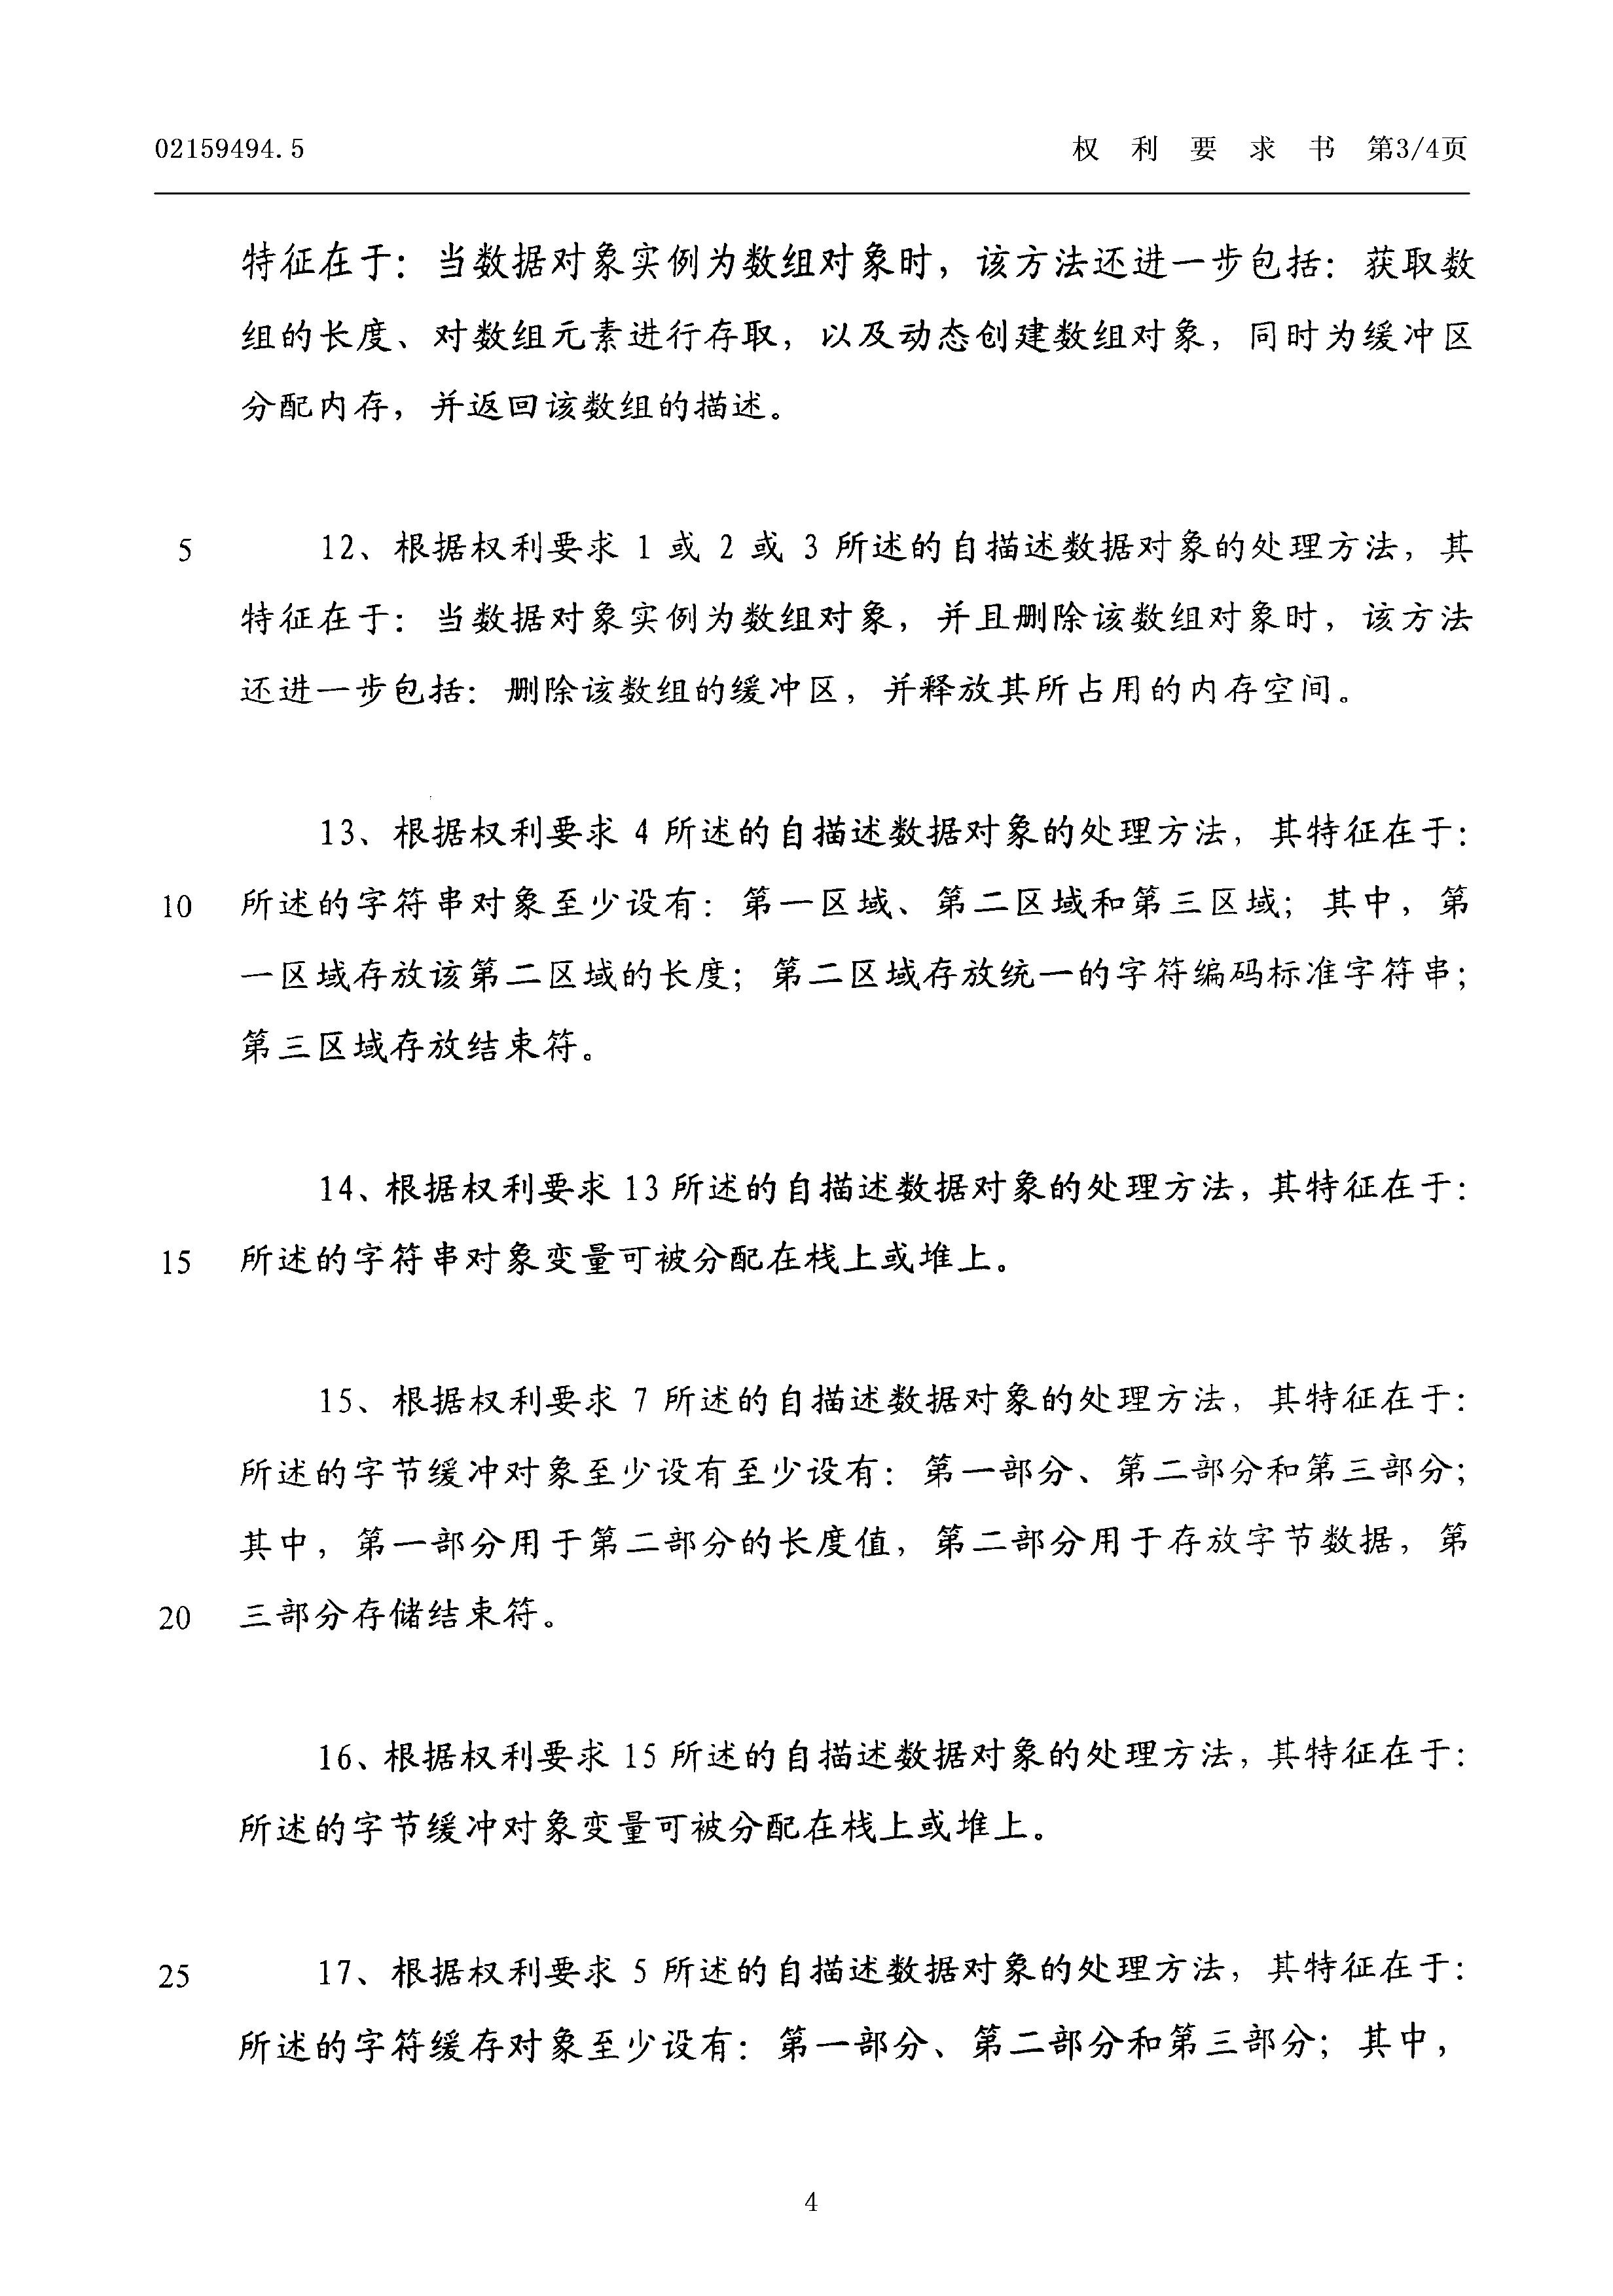 02159494.5
权 利 要 求 书 第3/4页
特征在于：当数据对象实例为数组对象时，该方法还进一步包括：获取数
组的长度、对数组元素进行存取，以及动态创建数组对象，同时为缓冲区
分配内存，并返回该数组的描述。
5 12、根据权利要求 1 或 2 或 3 所述的自描述数据对象的处理方法，其
特征在于：当数据对象实例为数组对象，并且删除该数组对象时，该方法
还进一步包括：删除该数组的缓冲区，并释放其所占用的内存空间。
13、根据权利要求 4 所述的自描述数据对象的处理方法，其特征在于：
10 所述的字符串对象至少设有：第一区域、第二区域和第三区域；其中，第
一区域存放该第二区域的长度；第二区域存放统一的字符编码标准字符串；
第三区域存放结束符。
14、根据权利要求 13 所述的自描述数据对象的处理方法，其特征在于：
15 所述的字符串对象变量可被分配在栈上或堆上。
15、根据权利要求 7 所述的自描述数据对象的处理方法，其特征在于：
所述的字节缓冲对象至少设有至少设有：第一部分、第二部分和第三部分；
其中，第一部分用于第二部分的长度值，第二部分用于存放字节数据，第
20 三部分存储结束符。
16、根据权利要求 15 所述的自描述数据对象的处理方法，其特征在于：
所述的字节缓冲对象变量可被分配在栈上或堆上。
25 17、根据权利要求 5 所述的自描述数据对象的处理方法，其特征在于：
所述的字符缓存对象至少设有：第一部分、第二部分和第三部分；其中，
4